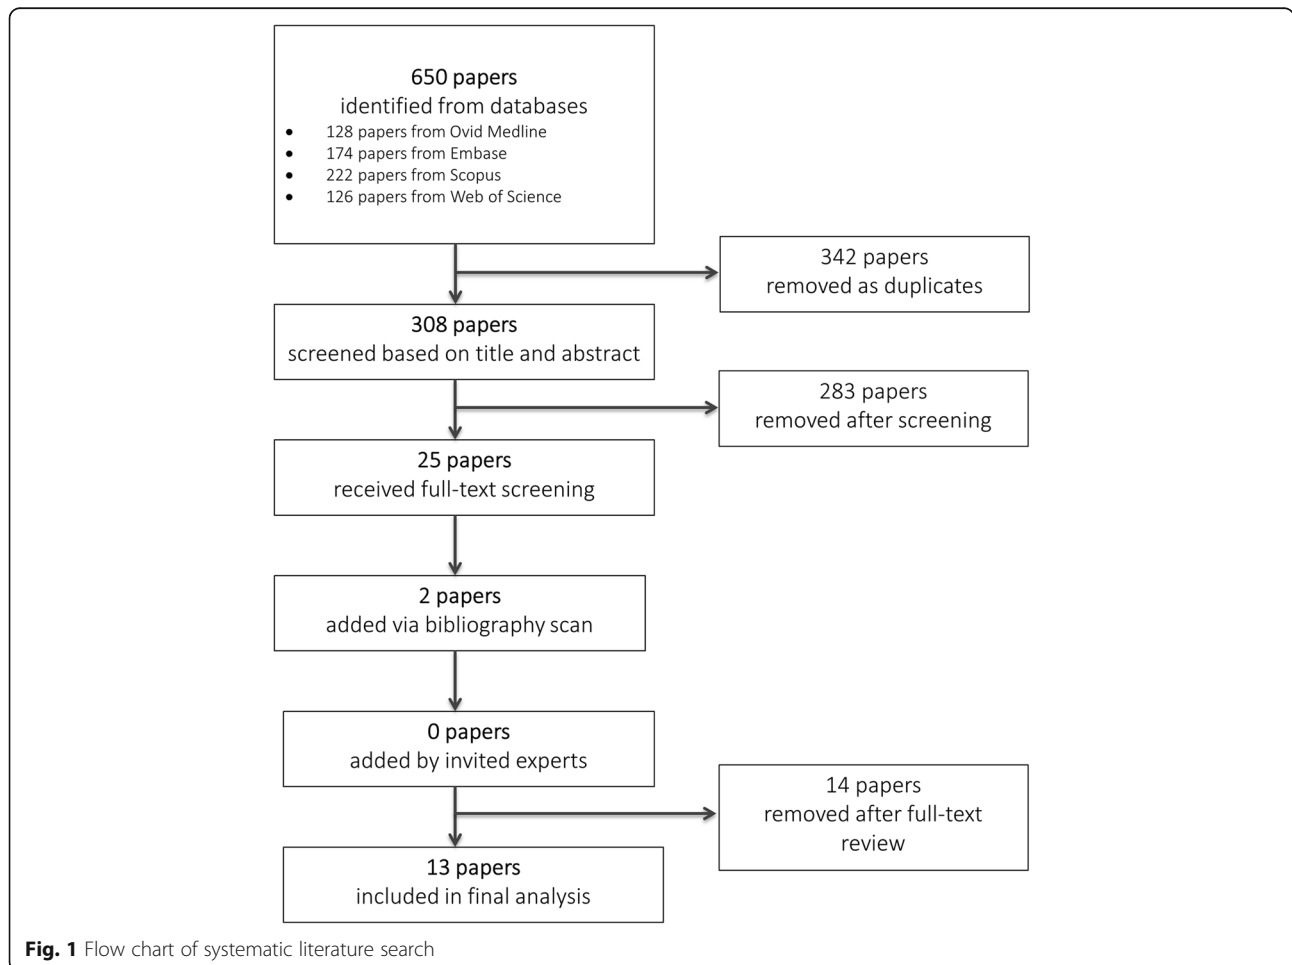 650 papers
identified from databases
• 128 papers from Ovid Medline
• 174 papers from Embase
• 222 papers from Scopus
• 126 papers from Web of Science
342 papers
removed as duplicates
308 papers
screened based on title and abstract
283 papers
removed after screening
25 papers
received full-text screening
2 papers
added via bibliography scan
0 papers
added by invited experts
14 papers
removed after full-text
review
13 papers
included in final analysis
Fig. 1 Flow chart of systematic literature search